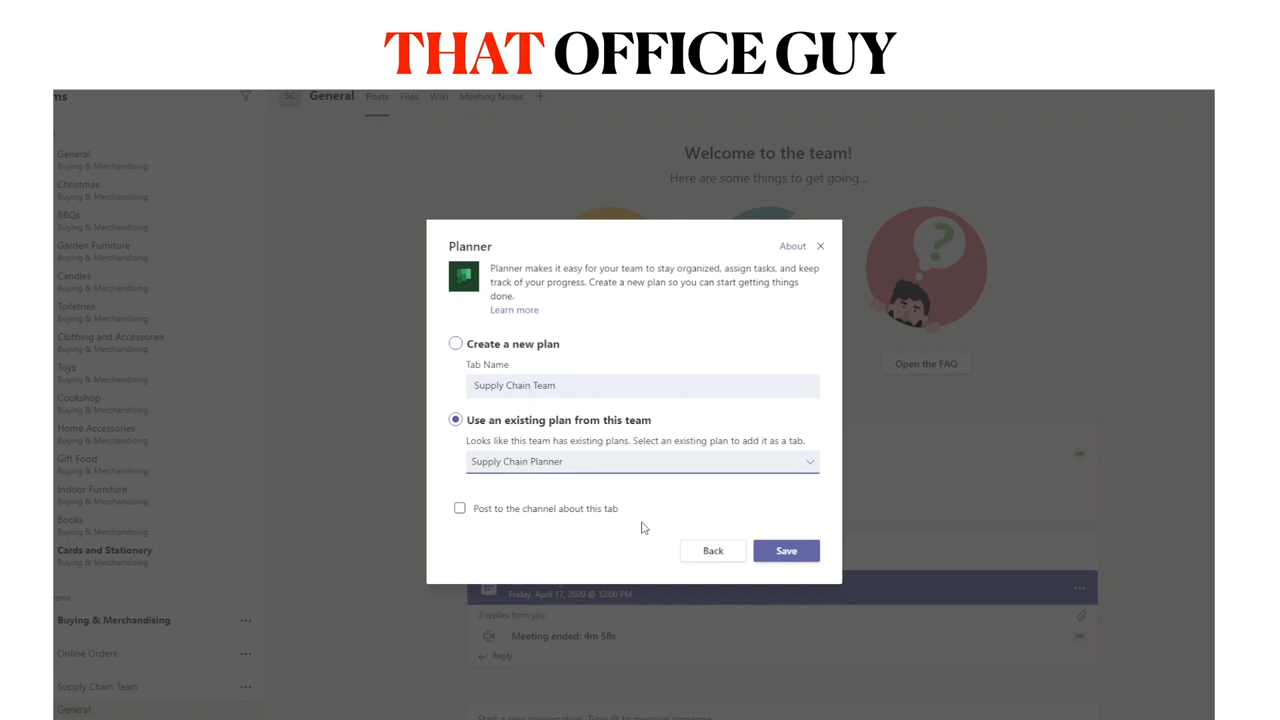 THAT OFFICE GUY
ms
SC General Posts Files Wiki Meeting Notes +
General
Buying & Merchandising
Christmas
Buying & Merchandising
BBQs
Buying & Merchandising
Garden Furniture
Buying & Merchandising
Candles
Buying & Merchandising
Toiletries
Buying & Merchandising
Clothing and Accessories
Buying & Merchandising
Toys
Buying & Merchandising
Cookshop
Buying & Merchandising
Home Accessories
Buying & Merchandising
Gift Food
Buying & Merchandising
Indoor Furniture
Buying & Merchandising
Books
Buying & Merchandising
Cards and Stationery
Buying & Merchandising
ams
Buying & Merchandising
Online Orders
Supply Chain Team
General
Welcome to the team!
Here are some things to get going...
?
Open the FAQ
Planner
About
Planner makes it easy for your team to stay organized, assign tasks, and keep
track of your progress. Create a new plan so you can start getting things
done.
Learn more
Create a new plan
Tab Name
Supply Chain Team
Use an existing plan from this team
Looks like this team has existing plans. Select an existing plan to add it as a tab.
Supply Chain Planner
Post to the channel about this tab
Back
Save
Friday, April 17, 2020 @ 12:00 PM
2 replies from you
Meeting ended: 4m 58s
Reply